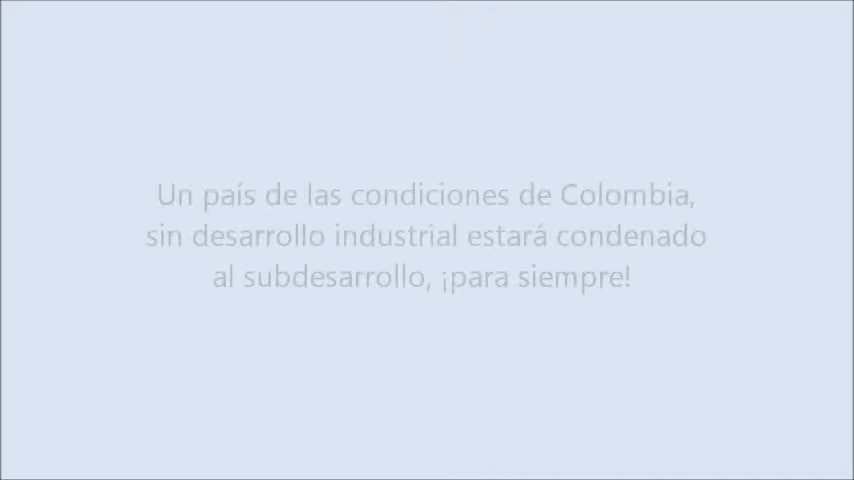 Un país de las condiciones de Colombia,
sin desarrollo industrial estará condenado
al subdesarrollo, ¡para siempre!